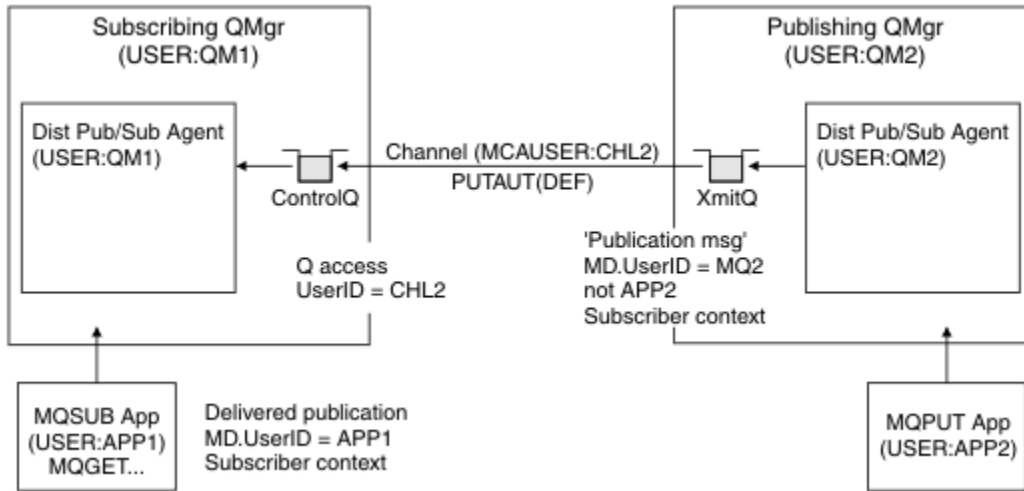 Subscribing QMgr
(USER:QM1)
Publishing QMgr
(USER:QM2)
Dist Pub/Sub Agent
(USER:QM1)
ControlQ
Channel (MCAUSER:CHL2)
PUTAUT(DEF)
XmitQ
Dist Pub/Sub Agent
(USER:QM2)
Q access
UserID = CHL2
'Publication msg'
MD.UserID = MQ2
not APP2
Subscriber context
MQSUB App
(USER:APP1)
MQGET...
Delivered publication
MD.UserID = APP1
Subscriber context
MQPUT App
(USER:APP2)